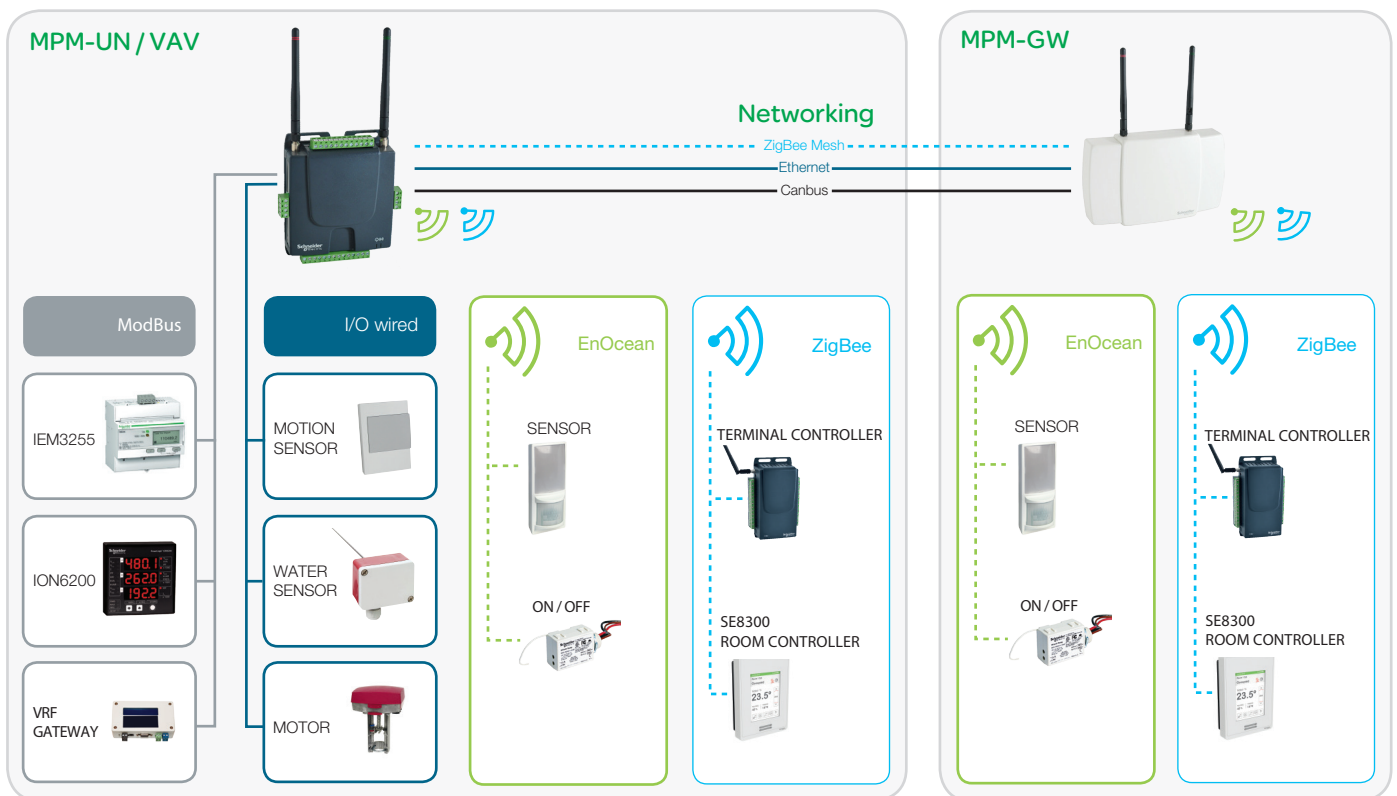 MPM-UN / VAV
MPM-GW
Networking
ZigBee Mesh
Ethernet
Canbus
Schneider
Electric
ModBus
I/O wired
EnOcean
ZigBee
EnOcean
ZigBee
IEM3255
MOTION
SENSOR
SENSOR
TERMINAL CONTROLLER
SENSOR
TERMINAL CONTROLLER
ION6200
480.1
262.0
192.2
WATER
SENSOR
ON / OFF
SE8300
ROOM CONTROLLER
23.5°
ON / OFF
SE8300
ROOM CONTROLLER
23.5°
VRF
GATEWAY
MOTOR